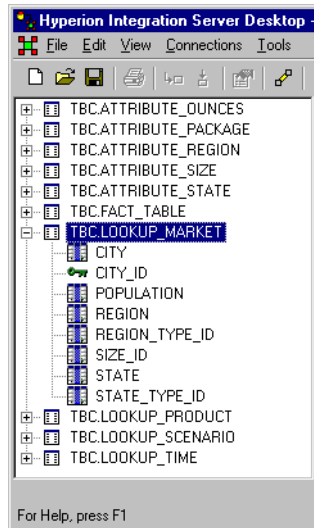 Hyperion Integration Server Desktop -
File Edit View Connections Tools
TBC.ATTRIBUTE_OUNCES
TBC.ATTRIBUTE_PACKAGE
TBC.ATTRIBUTE_REGION
TBC.ATTRIBUTE_SIZE
TBC.ATTRIBUTE_STATE
TBC.FACT_TABLE
TBC.LOOKUP_MARKET
CITY
CITY_ID
POPULATION
REGION
REGION_TYPE_ID
SIZE_ID
STATE
STATE_TYPE_ID
TBC.LOOKUP_PRODUCT
TBC.LOOKUP_SCENARIO
TBC.LOOKUP_TIME
For Help, press F1